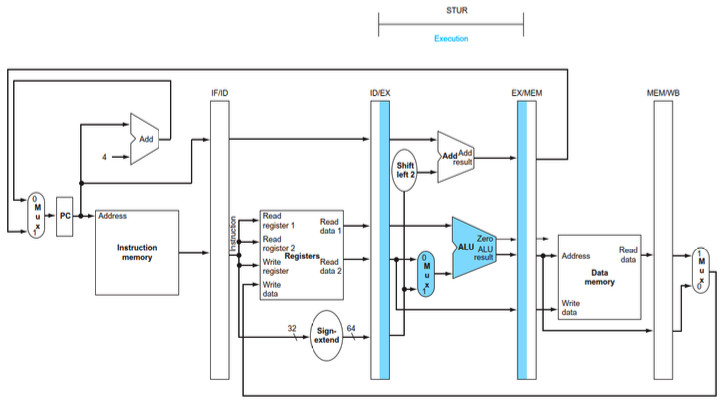 STUR
Execution
IF/ID
ID/EX
EX/MEM
MEM/WB
Add
4
0
M
u
x
1
PC
Address
Instruction
memory
Instruction
Read
register 1
Read
register 2
Write
register
Write
data
Registers
Read
data 1
Read
data 2
32
Sign-
extend
64
Shift
left 2
Add
Add
result
0
M
u
x
1
ALU
Zero
ALU
result
Address
Read
data
Data
memory
Write
data
1
M
u
x
0